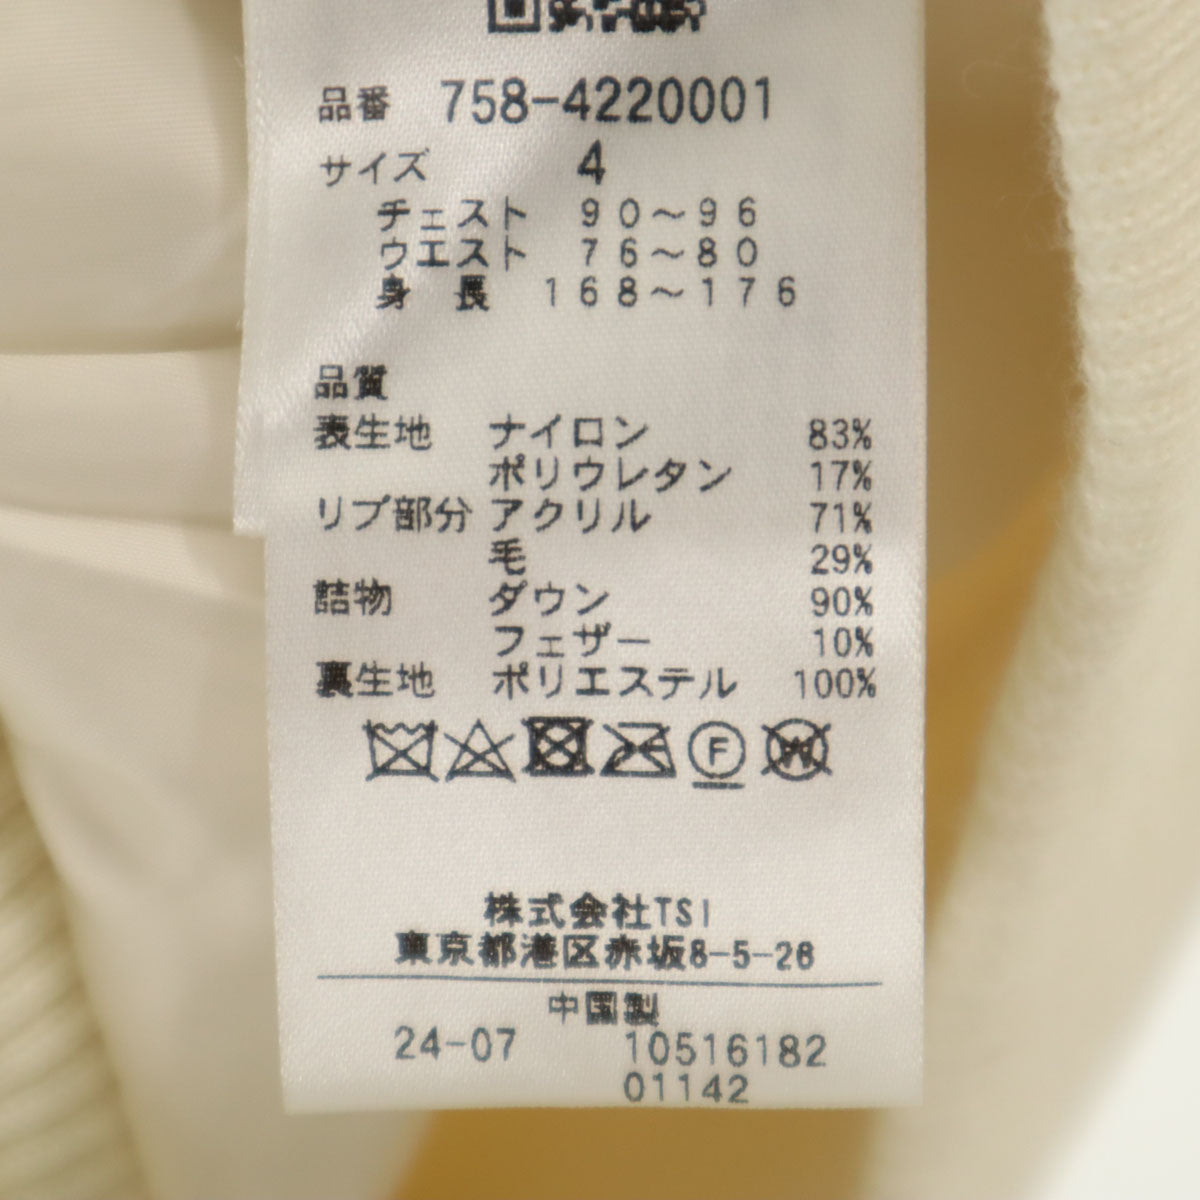 品番 758-4220001
サイズ 4
チェスト 90～96
ウエスト 76～80
身長 168～176
品質
表生地 ナイロン 83%
ポリウレタン 17%
リブ部分 アクリル 71%
毛 29%
詰物 ダウン 90%
フェザー 10%
裏生地 ポリエステル 100%
F W
株式会社TSI
東京都港区赤坂8-5-26
中国製
24-07 10516182
01142